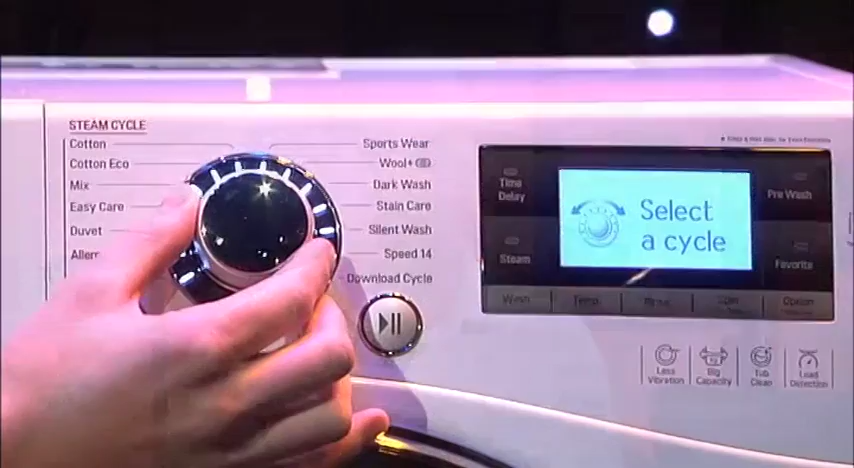 STEAM CYCLE
Cotton
Cotton Eco
Mix
Easy Care
Duvet
Sports Wear
Wool+
Dark Wash
Stain Care
Silent Wash
Speed 14
Download Cycle
Time
Delay
Steam
Select
a cycle
Pre Wash
Favorite
Wash
Temp.
Spin
Option
Less
Vibration
Big
Capacity
Tub
Clean
Load
Detection